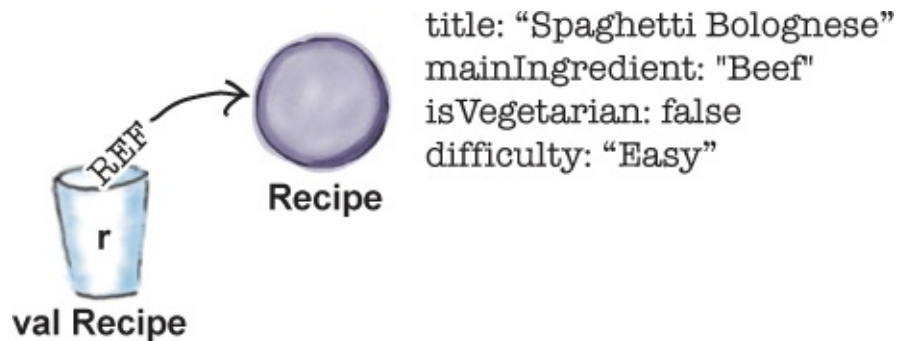 title: “Spaghetti Bolognese”
mainIngredient: "Beef"
isVegetarian: false
difficulty: “Easy”
REF
Recipe
r
val Recipe